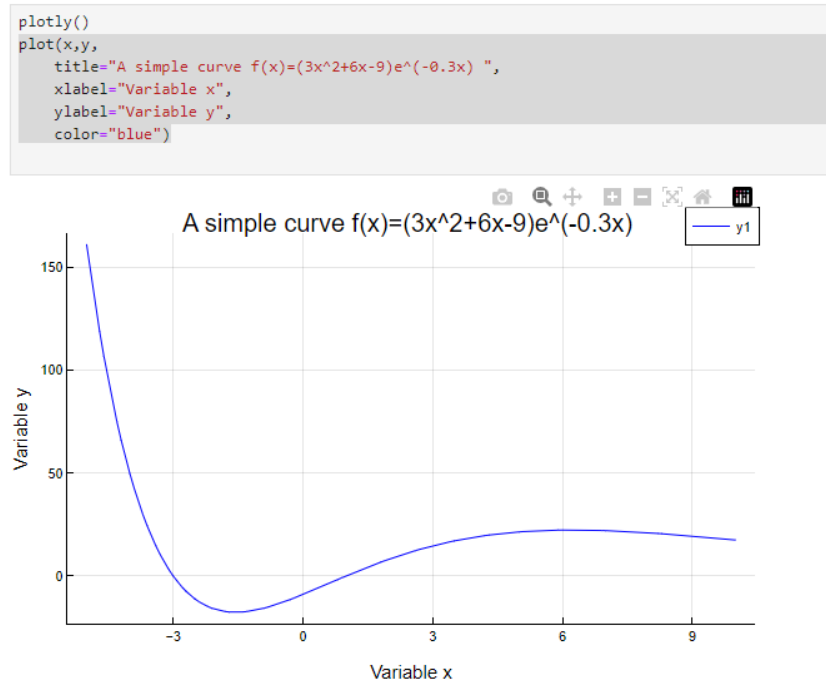 plotly()
plot(x,y,
title="A simple curve f(x)=(3x^2+6x-9)e^(-0.3x) ",
xlabel="Variable x",
ylabel="Variable y",
color="blue")
A simple curve f(x)=(3x^2+6x-9)e^(-0.3x)
y1
150
100
50
0
Variable y
−3
0
3
6
9
Variable x